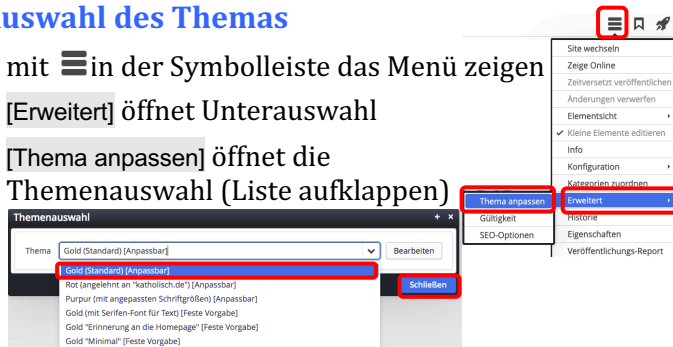 uswahl des Themas
mit in der Symbolleiste das Menü zeigen
[Erweitert] öffnet Unterauswahl
[Thema anpassen] öffnet die
Themenauswahl (Liste aufklappen)
Site wechseln
Zeige Online
Zeitversetzt veröffentlichen
Änderungen verwerfen
Elementsicht
Kleine Elemente editieren
Info
Konfiguration
Kategorien zuordnen
Erweitert
Historie
Eigenschaften
Veröffentlichungs-Report
Thema anpassen
Gültigkeit
SEO-Optionen
Themenauswahl + ×
Thema Gold (Standard) [Anpassbar] Bearbeiten
Gold (Standard) [Anpassbar]
Rot (angelehnt an "katholisch.de") [Anpassbar]
Purpur (mit angepassten Schriftgrößen) [Anpassbar]
Gold (mit Serifen-Font für Text) [Feste Vorgabe]
Gold "Erinnerung an die Homepage" [Feste Vorgabe]
Gold "Minimal" [Feste Vorgabe]
Schließen